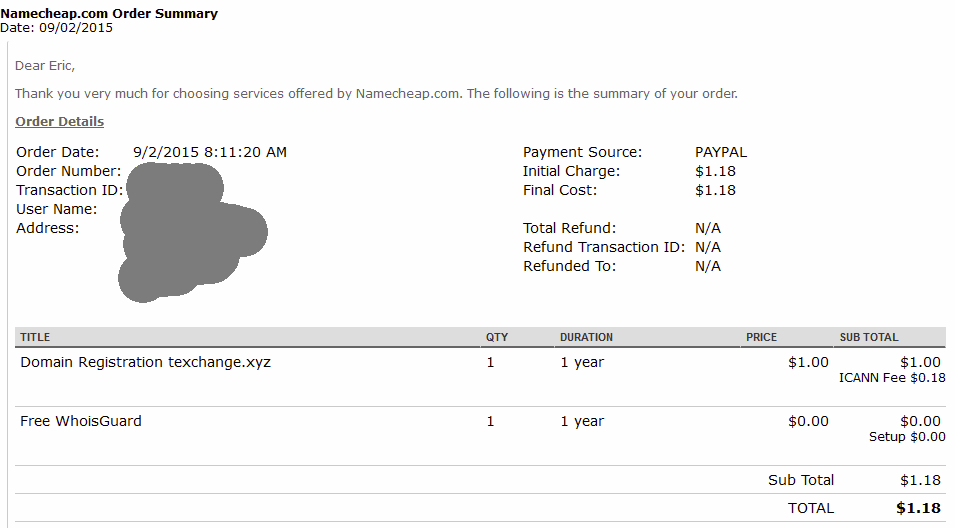 Namecheap.com Order Summary
Date: 09/02/2015
Dear Eric,
Thank you very much for choosing services offered by Namecheap.com. The following is the summary of your order.
Order Details
Order Date: 9/2/2015 8:11:20 AM
Order Number:
Transaction ID:
User Name:
Address:
Payment Source: PAYPAL
Initial Charge: $1.18
Final Cost: $1.18
Total Refund: N/A
Refund Transaction ID: N/A
Refunded To: N/A
TITLE QTY DURATION PRICE SUB TOTAL
Domain Registration texchange.xyz 1 1 year $1.00 $1.00
ICANN Fee $0.18
Free WhoisGuard 1 1 year $0.00 $0.00
Setup $0.00
Sub Total $1.18
TOTAL $1.18